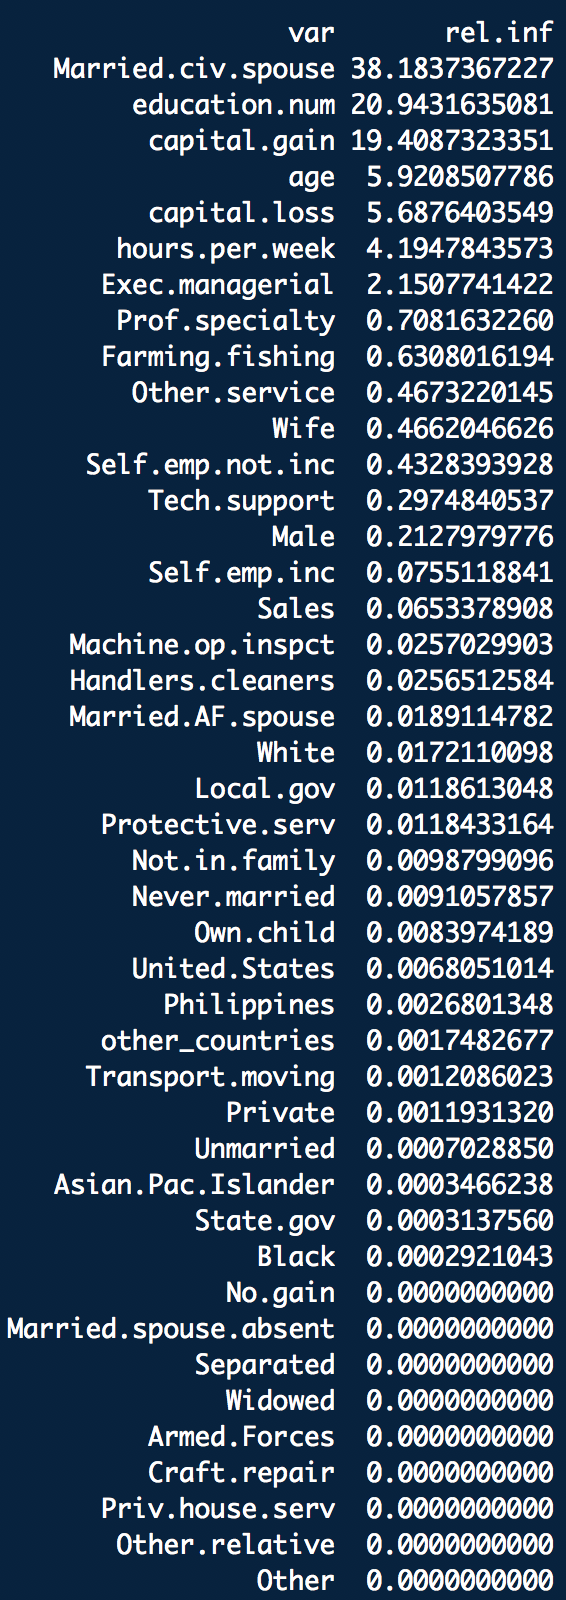 var rel.inf
Married.civ.spouse 38.1837367227
education.num 20.9431635081
capital.gain 19.4087323351
age 5.9208507786
capital.loss 5.6876403549
hours.per.week 4.1947843573
Exec.managerial 2.1507741422
Prof.specialty 0.7081632260
Farming.fishing 0.6308016194
Other.service 0.4673220145
Wife 0.4662046626
Self.emp.not.inc 0.4328393928
Tech.support 0.2974840537
Male 0.2127979776
Self.emp.inc 0.0755118841
Sales 0.0653378908
Machine.op.inspct 0.0257029903
Handlers.cleaners 0.0256512584
Married.AF.spouse 0.0189114782
White 0.0172110098
Local.gov 0.0118613048
Protective.serv 0.0118433164
Not.in.family 0.0098799096
Never.married 0.0091057857
Own.child 0.0083974189
United.States 0.0068051014
Philippines 0.0026801348
other_countries 0.0017482677
Transport.moving 0.0012086023
Private 0.0011931320
Unmarried 0.0007028850
Asian.Pac.Islander 0.0003466238
State.gov 0.0003137560
Black 0.0002921043
No.gain 0.0000000000
Married.spouse.absent 0.0000000000
Separated 0.0000000000
Widowed 0.0000000000
Armed.Forces 0.0000000000
Craft.repair 0.0000000000
Priv.house.serv 0.0000000000
Other.relative 0.0000000000
Other 0.0000000000